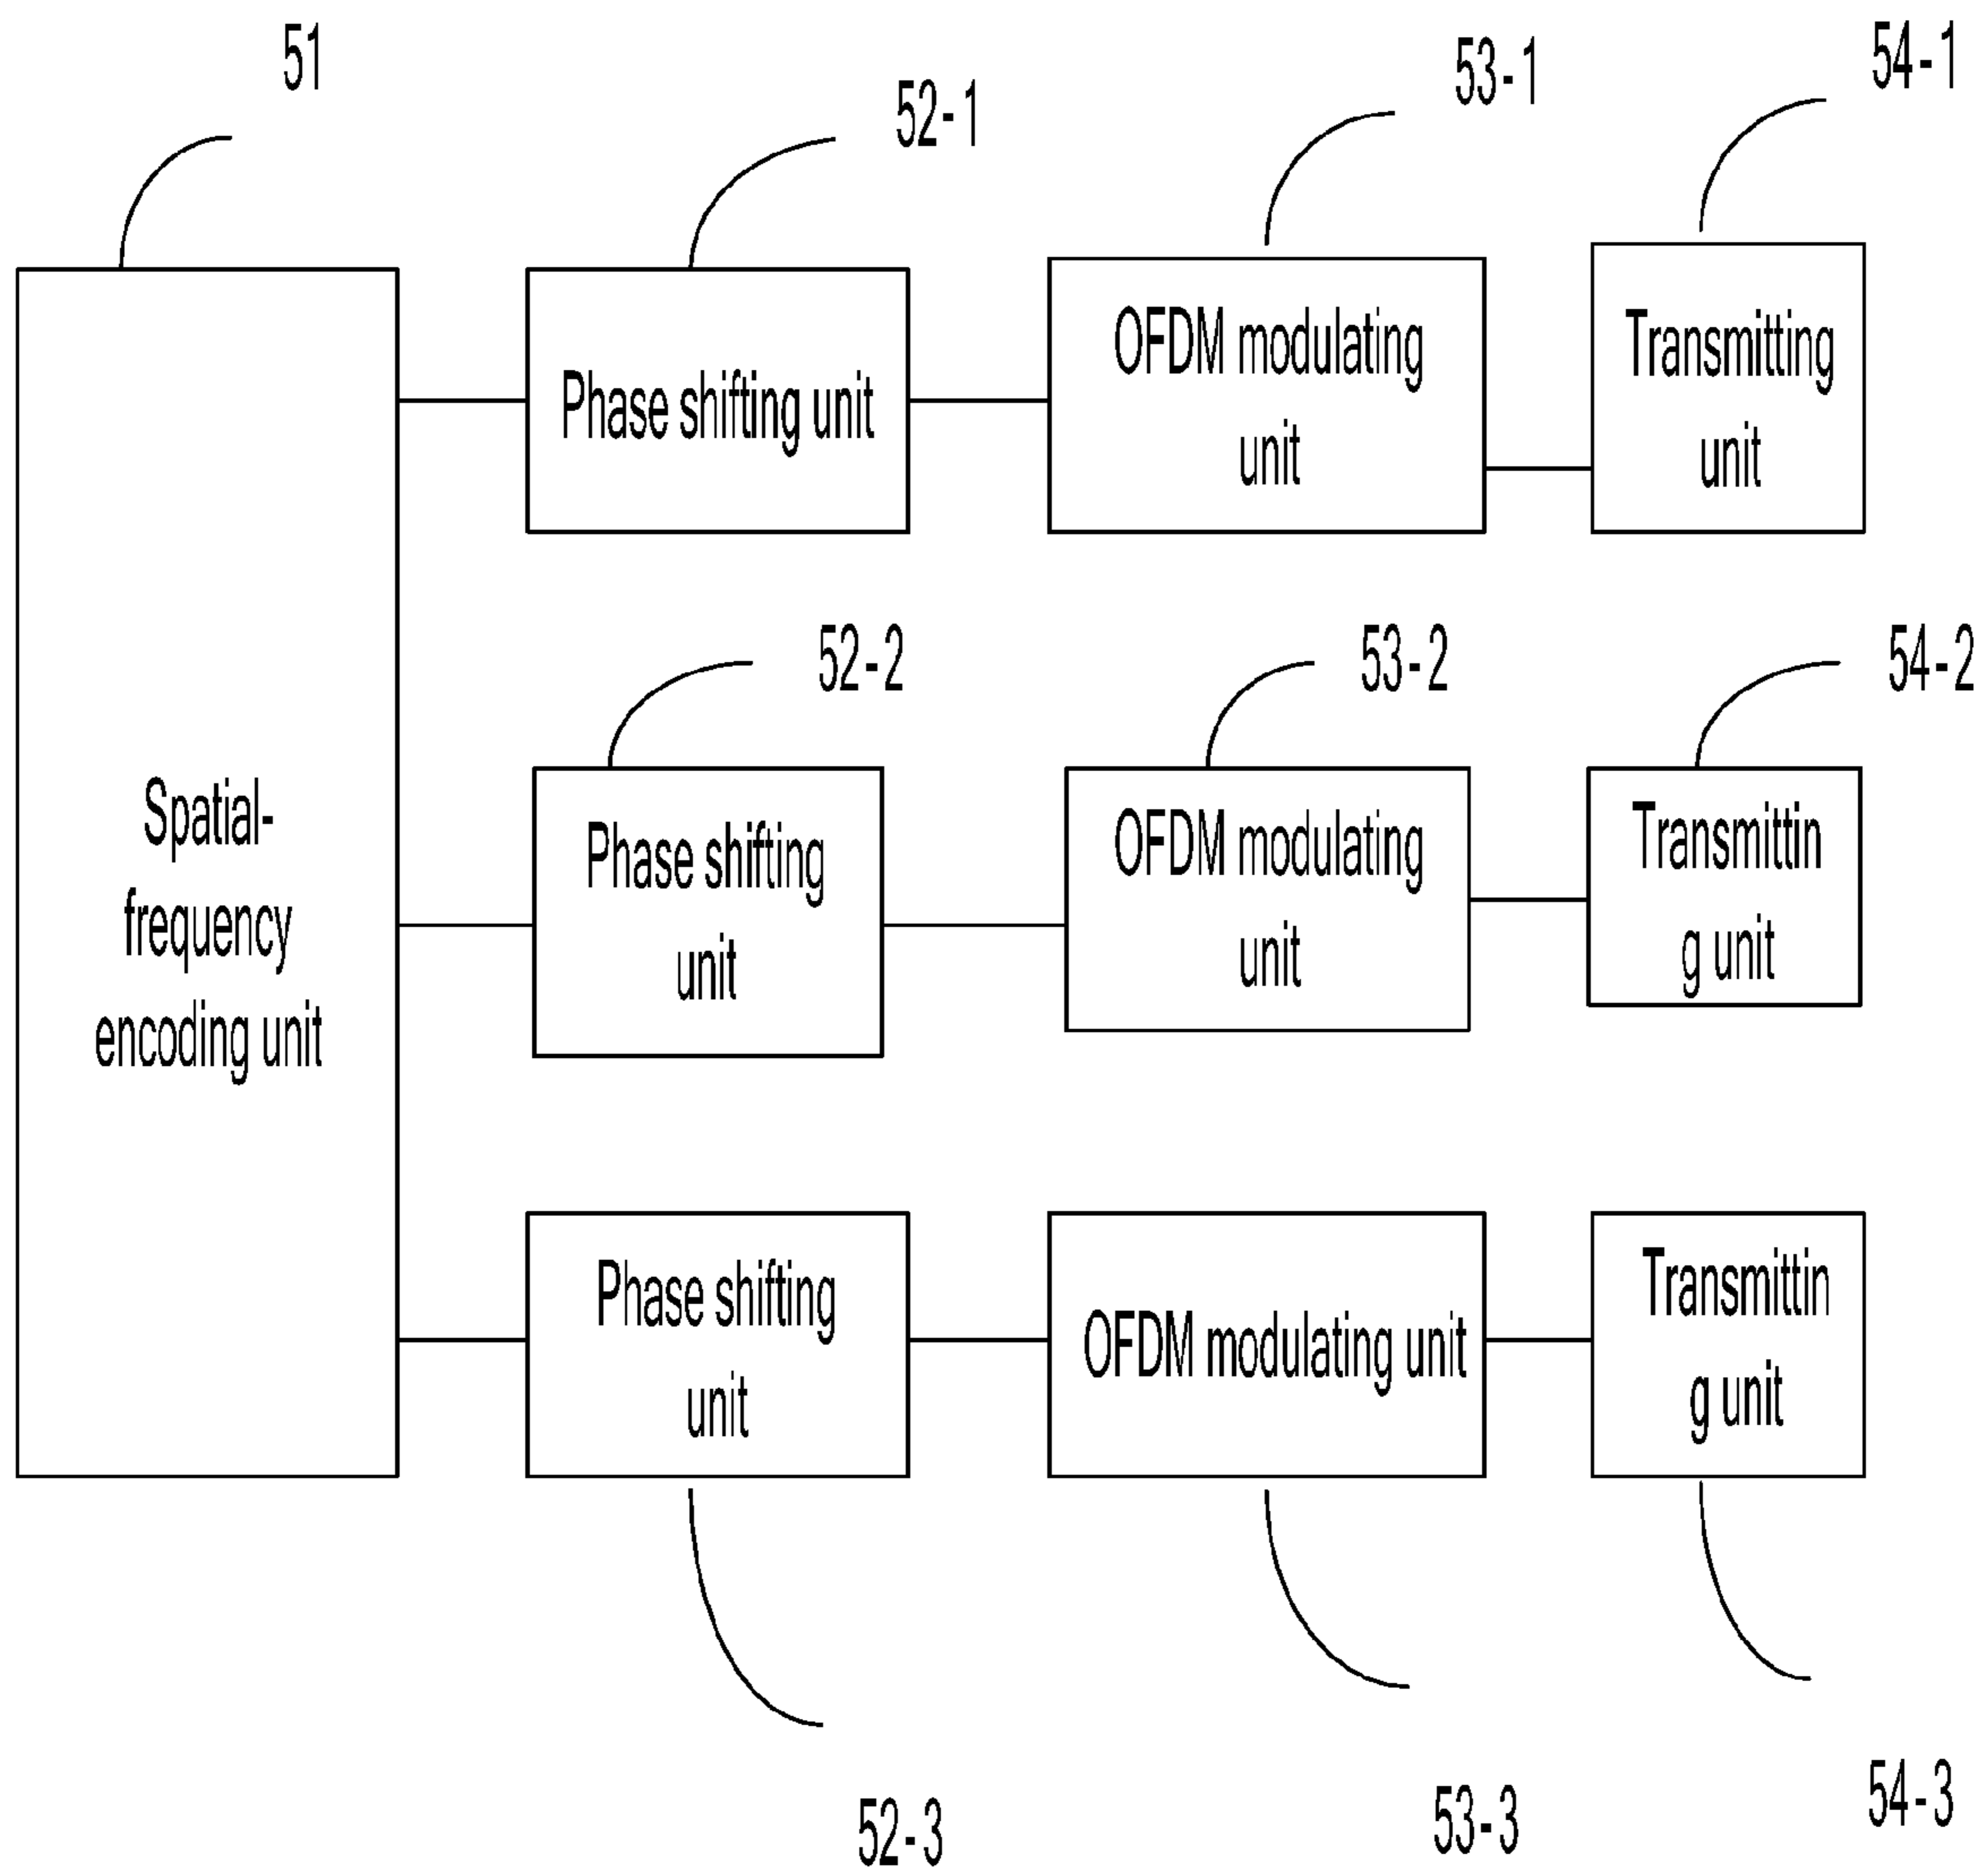 51
52-1
53-1
54-1
Phase shifting unit
OFDM modulating
unit
Transmitting
unit
52-2
53-2
54-2
Spatial-
frequency
encoding unit
Phase shifting
unit
OFDM modulating
unit
Transmittin
g unit
Phase shifting
unit
OFDM modulating unit
Transmittin
g unit
52-3
53-3
54-3